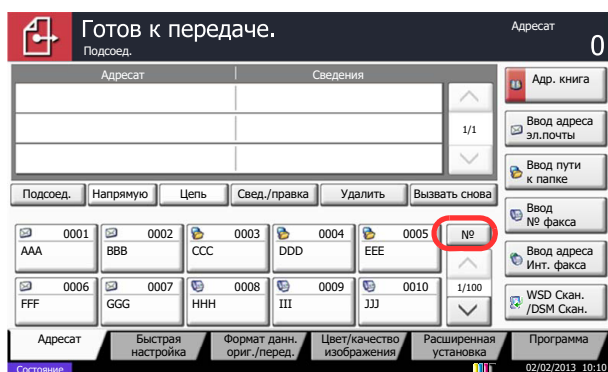 Готов к передаче.
Подсоед.
Адресат
0
Адресат Сведения
1/1
Адр. книга
Ввод адреса
эл.почты
Ввод пути
к папке
Ввод
№ факса
Ввод адреса
Инт. факса
WSD Скан.
/DSM Скан.
Подсоед. Напрямую Цепь Свед./правка Удалить Вызвать снова
0001 0002 0003 0004 0005 №
AAA BBB CCC DDD EEE
0006 0007 0008 0009 0010 1/100
FFF GGG HHH III JJJ
Адресат
Быстрая
настройка
Формат данн.
ориг./перед.
Цвет/качество
изображения
Расширенная
установка
Программа
Состояние 02/02/2013 10:10